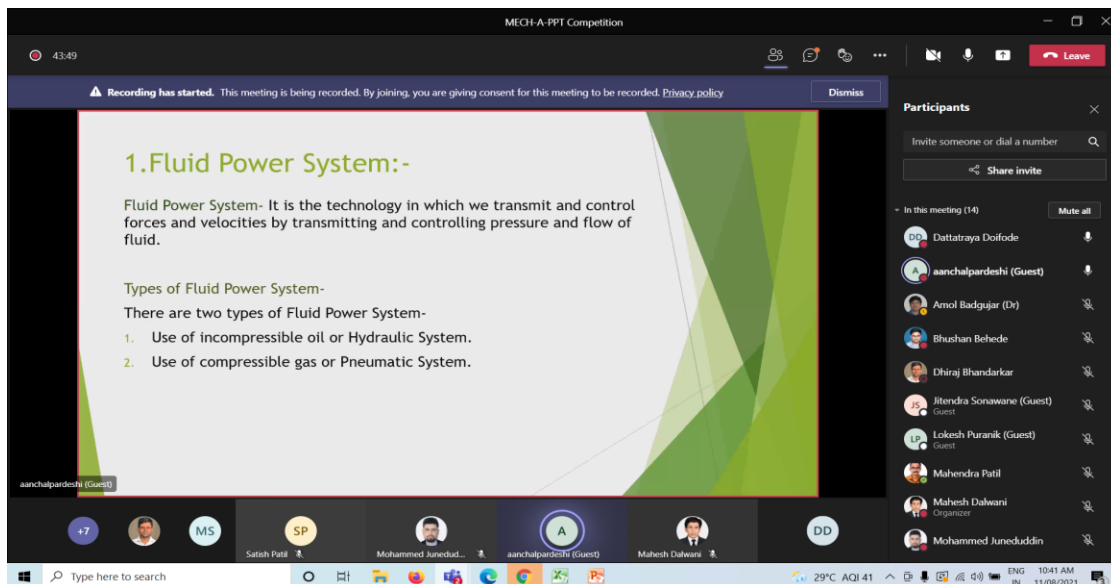 MECH-A-PPT Competition
43:49
Leave
Recording has started. This meeting is being recorded. By joining, you are giving consent for this meeting to be recorded. Privacy policy
Dismiss
1.Fluid Power System:-
Fluid Power System- It is the technology in which we transmit and control
forces and velocities by transmitting and controlling pressure and flow of
fluid.
Types of Fluid Power System-
There are two types of Fluid Power System-
1. Use of incompressible oil or Hydraulic System.
2. Use of compressible gas or Pneumatic System.
aanchalpardeshi (Guest)
+7
MS
SP
Satish Patil
Mohammed Junedud...
A
aanchalpardeshi (Guest)
Mahesh Dalwani
DD
Participants
Invite someone or dial a number
Share invite
In this meeting (14)
Mute all
DD
Dattatraya Doifode
A
aanchalpardeshi (Guest)
Amol Badgujar (Dr)
Bhushan Behede
Dhiraj Bhandarkar
JS
Jitendra Sonawane (Guest)
Guest
LP
Lokesh Puranik (Guest)
Guest
Mahendra Patil
Mahesh Dalwani
Organizer
Mohammed Juneduddin
Type here to search
29°C AQI 41
ENG
IN
10:41 AM
11/08/2021